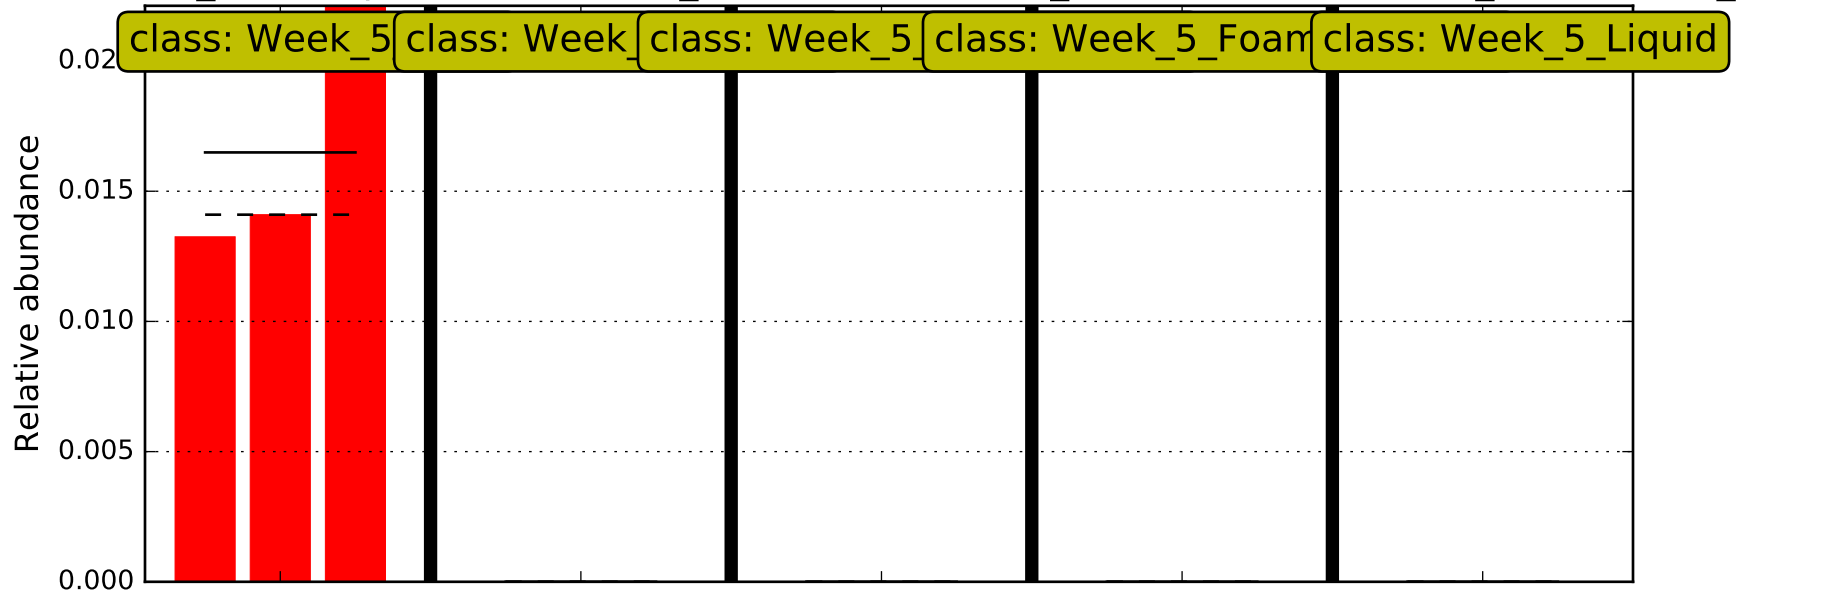 class: Week_5
class: Week_
class: Week_5_
class: Week_5_Foam
class: Week_5_Liquid
0.02
0.015
0.010
0.005
0.000
Relative abundance